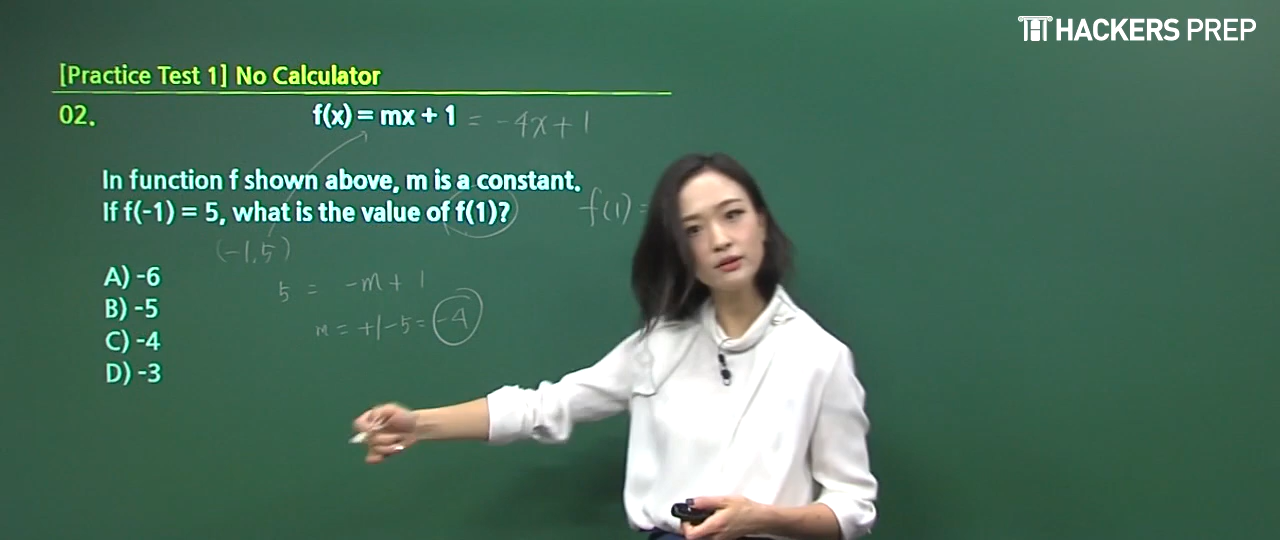 HACKERS PREP
[Practice Test 1] No Calculator
02.
f(x) = mx + 1 = -4x + 1
In function f shown above, m is a constant.
If f(-1) = 5, what is the value of f(1)?
f(1) =
(-1,5)
A) -6
5 = -m + 1
B) -5
m = +1-5 = -4
C) -4
D) -3